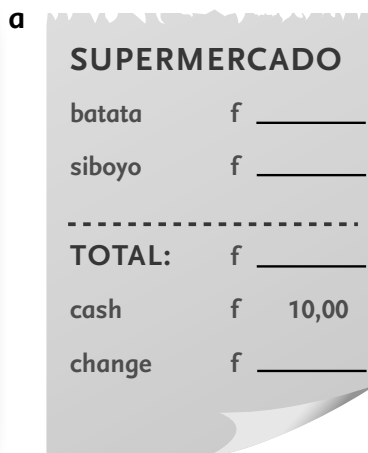 a
SUPERMERCADO
batata f
siboyo f
TOTAL: f
cash f 10,00
change f